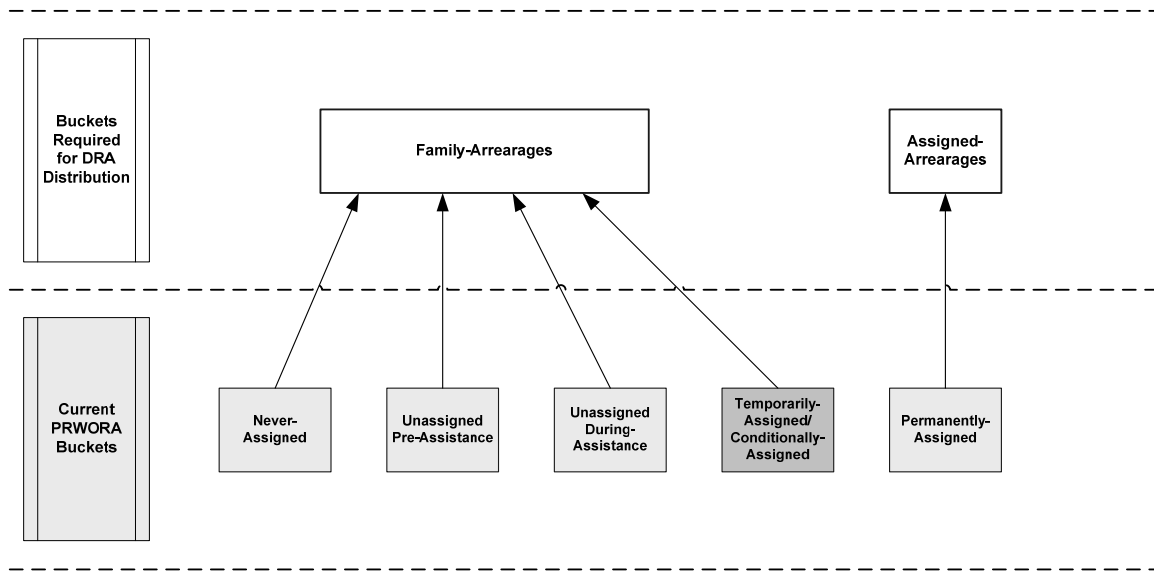 Buckets
Required
for DRA
Distribution
Family-Arrearages
Assigned-
Arrearages
Current
PRWORA
Buckets
Never-
Assigned
Unassigned
Pre-Assistance
Unassigned
During-
Assistance
Temporarily-
Assigned/
Conditionally-
Assigned
Permanently-
Assigned